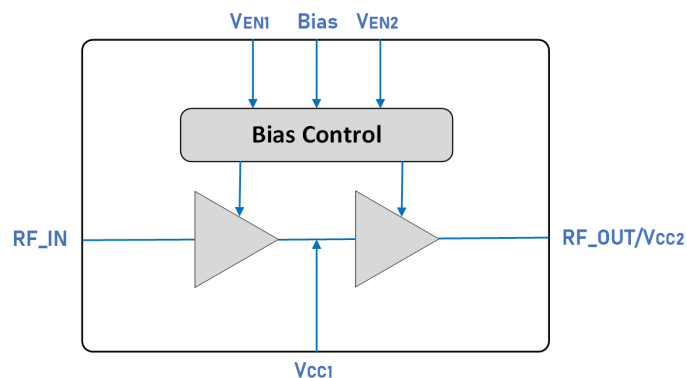 VEN1 Bias VEN2
Bias Control
RF_IN
RF_OUT/VCC2
VCC1